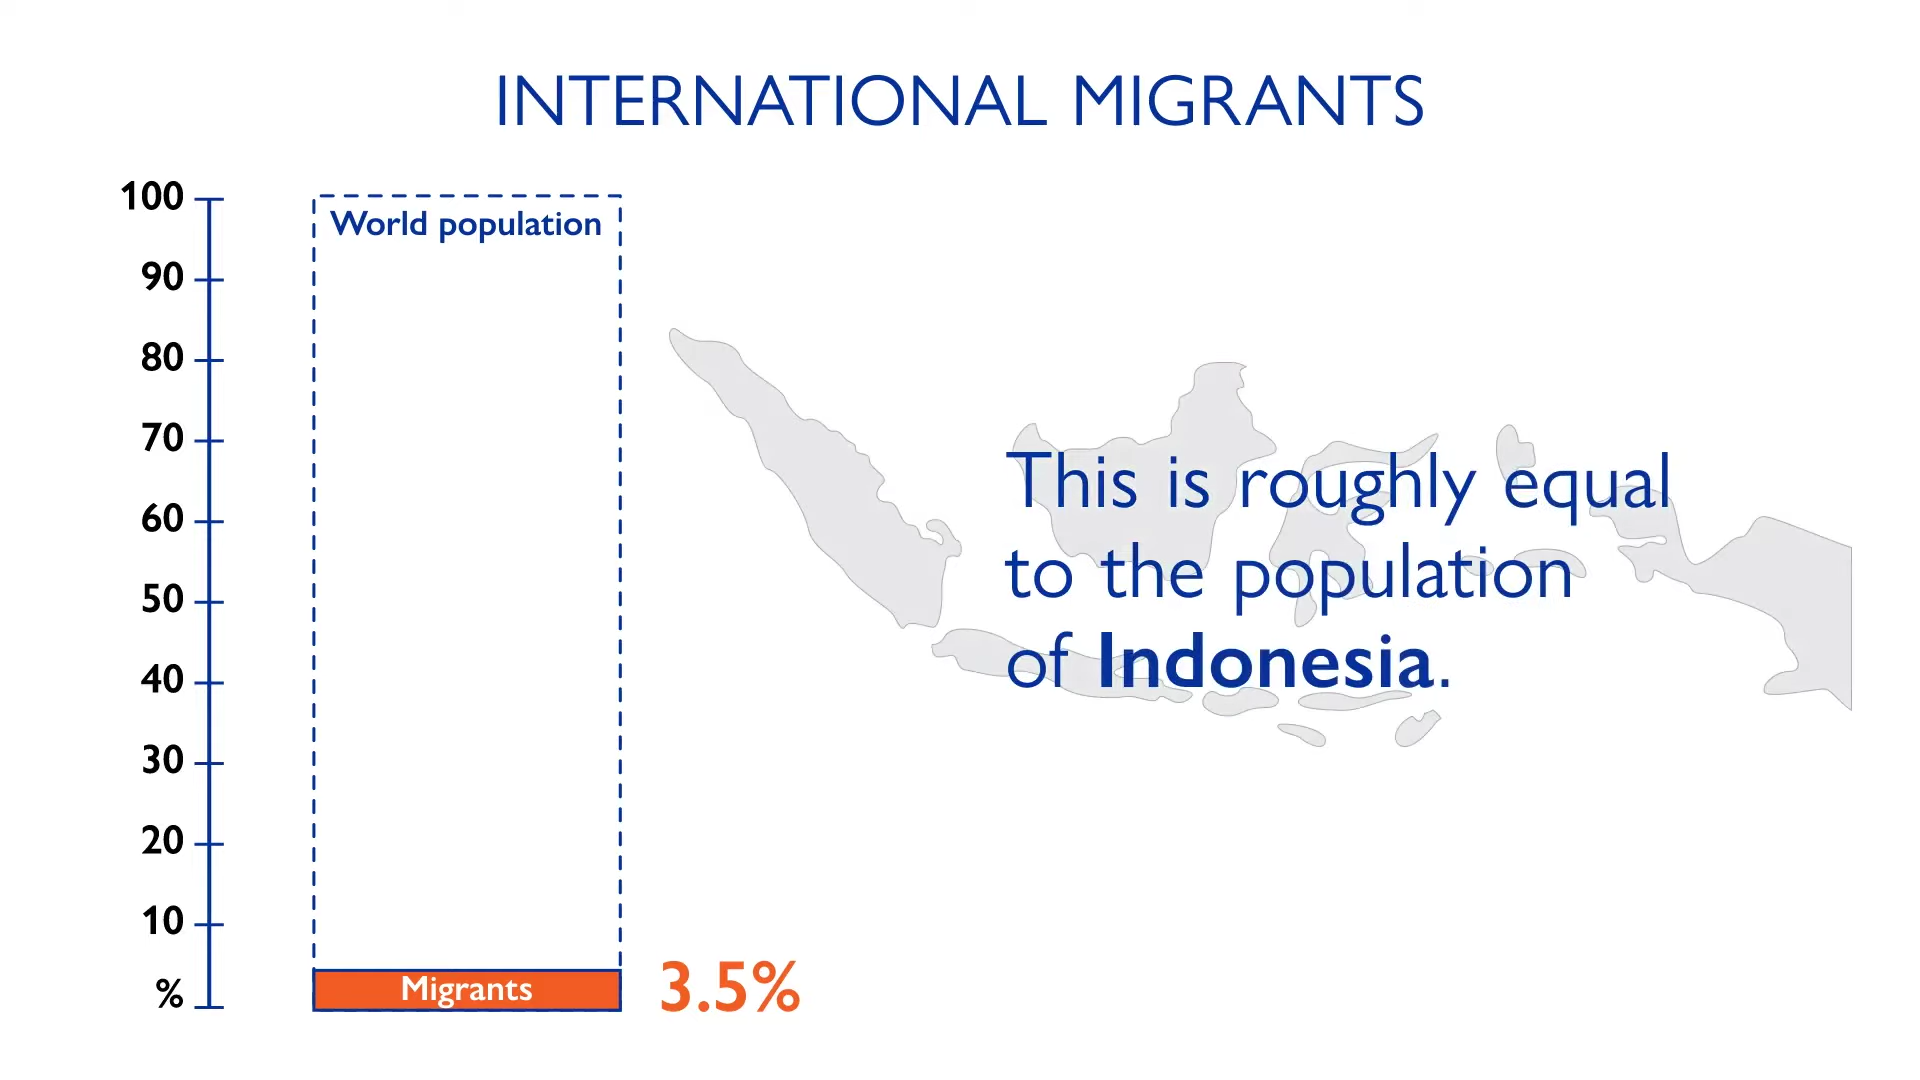 INTERNATIONAL MIGRANTS
100
World population
90
80
70
60
50
40
30
20
10
%
Migrants
3.5%
This is roughly equal
to the population
of Indonesia.